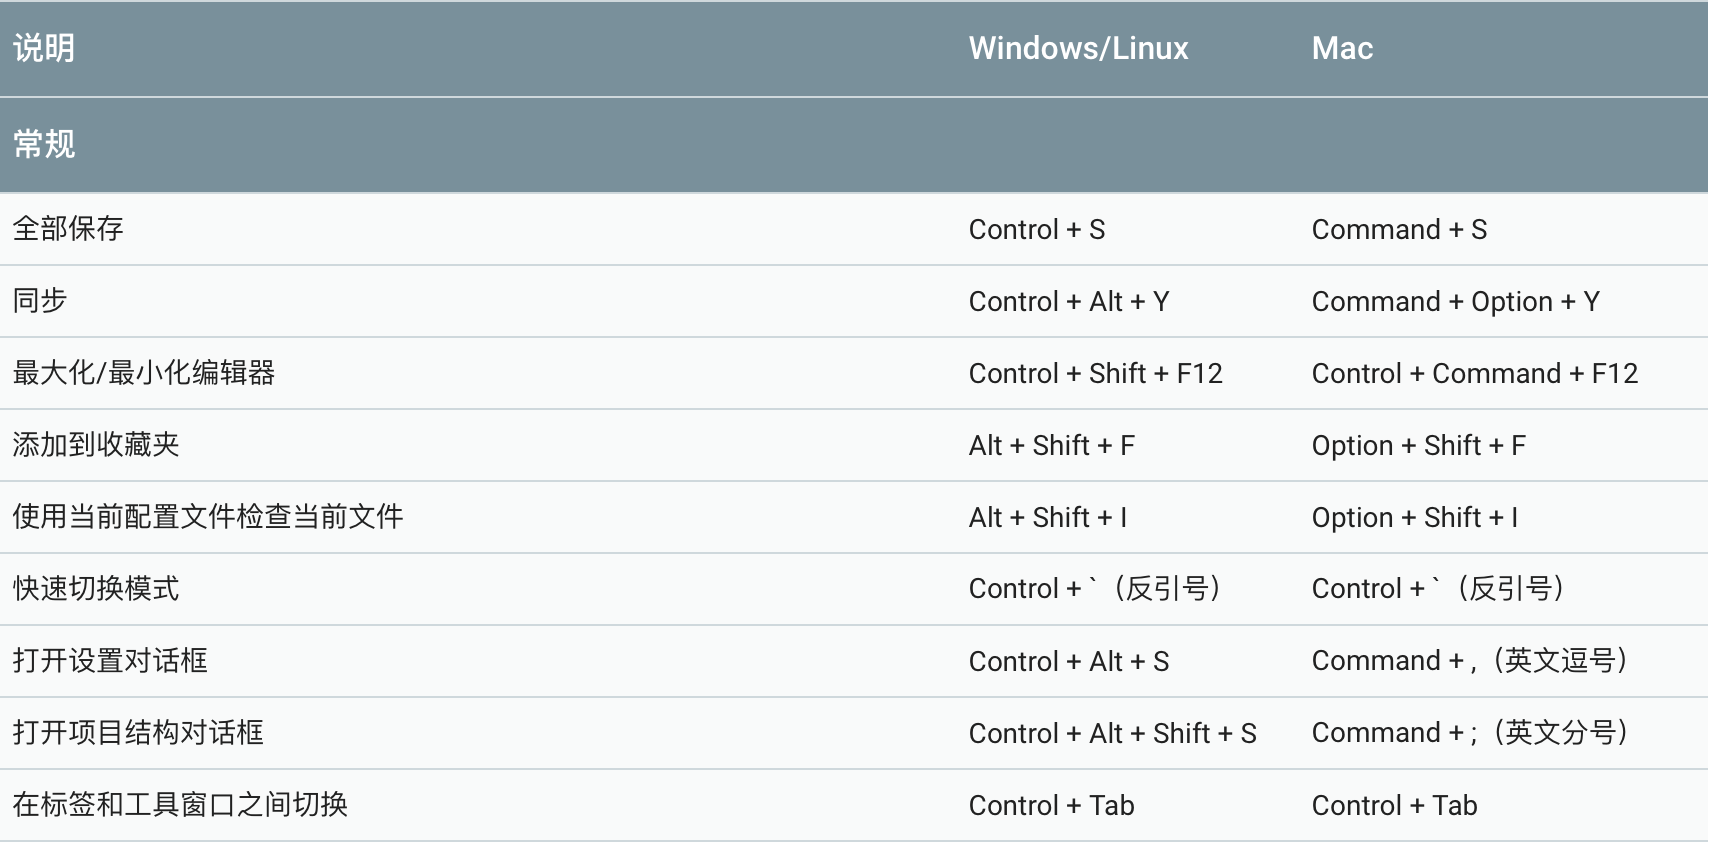 说明 Windows/Linux Mac
常规
全部保存 Control + S Command + S
同步 Control + Alt + Y Command + Option + Y
最大化/最小化编辑器 Control + Shift + F12 Control + Command + F12
添加到收藏夹 Alt + Shift + F Option + Shift + F
使用当前配置文件检查当前文件 Alt + Shift + I Option + Shift + I
快速切换模式 Control + `（反引号） Control + `（反引号）
打开设置对话框 Control + Alt + S Command + ,（英文逗号）
打开项目结构对话框 Control + Alt + Shift + S Command + ;（英文分号）
在标签和工具窗口之间切换 Control + Tab Control + Tab